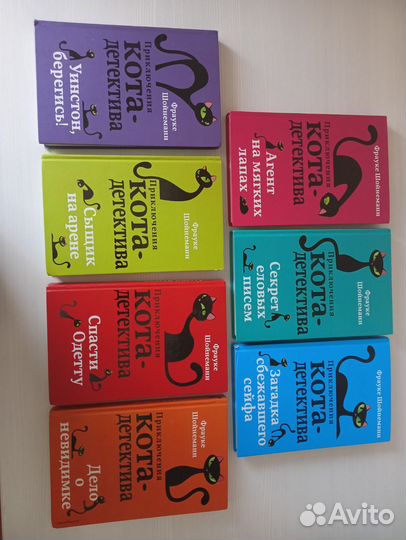 Фрауке
Шойнеманн
Приключения
кота-
детектива
Уинстон,
берегись!
Фрауке
Шойнеманн
Приключения
кота-
детектива
Сыщик
на арене
Фрауке
Шойнеманн
Приключения
кота-
детектива
Спасти
Одетту
Фрауке
Шойнеманн
Приключения
кота-
детектива
Дело
о
невидимке
Фрауке
Шойнеманн
Приключения
кота-
детектива
Агент
на мягких
лапах
Фрауке
Шойнеманн
Приключения
кота-
детектива
Секрет
еловых
писем
Фрауке
Шойнеманн
Приключения
кота-
детектива
Загадка
сбежавшего
сейфа
Avito